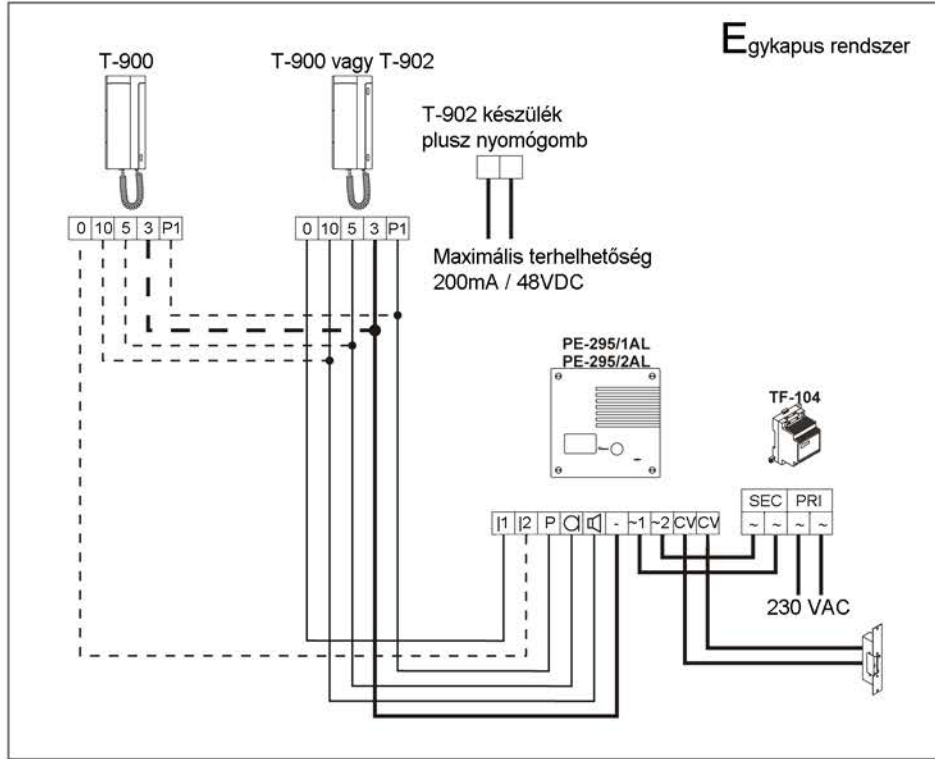 Egykapus rendszer
T-900
T-900 vagy T-902
T-902 készülék
plusz nyomógomb
0 10 5 3 P1
0 10 5 3 P1
Maximális terhelhetőség
200mA / 48VDC
PE-295/1AL
PE-295/2AL
TF-104
SEC PRI
|1 |2 P - ~1 ~2 CV CV
~ ~ ~ ~
230 VAC